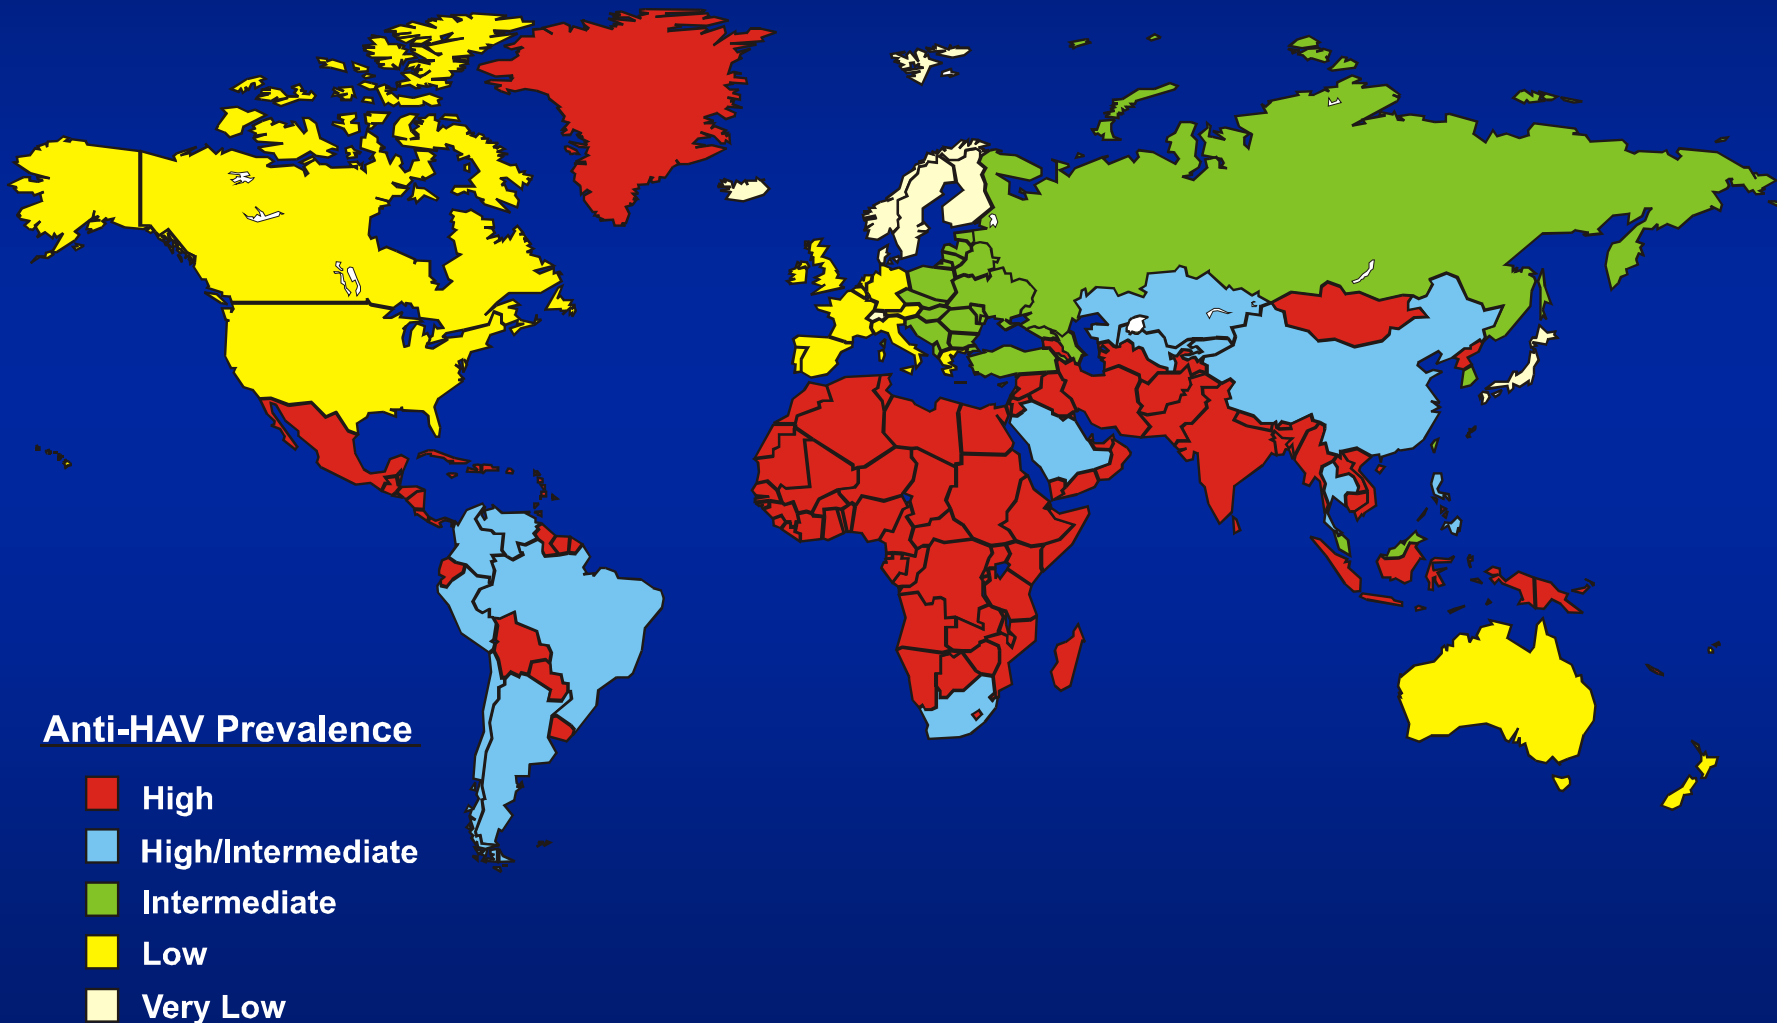 Anti-HAV Prevalence
High
High/Intermediate
Intermediate
Low
Very Low